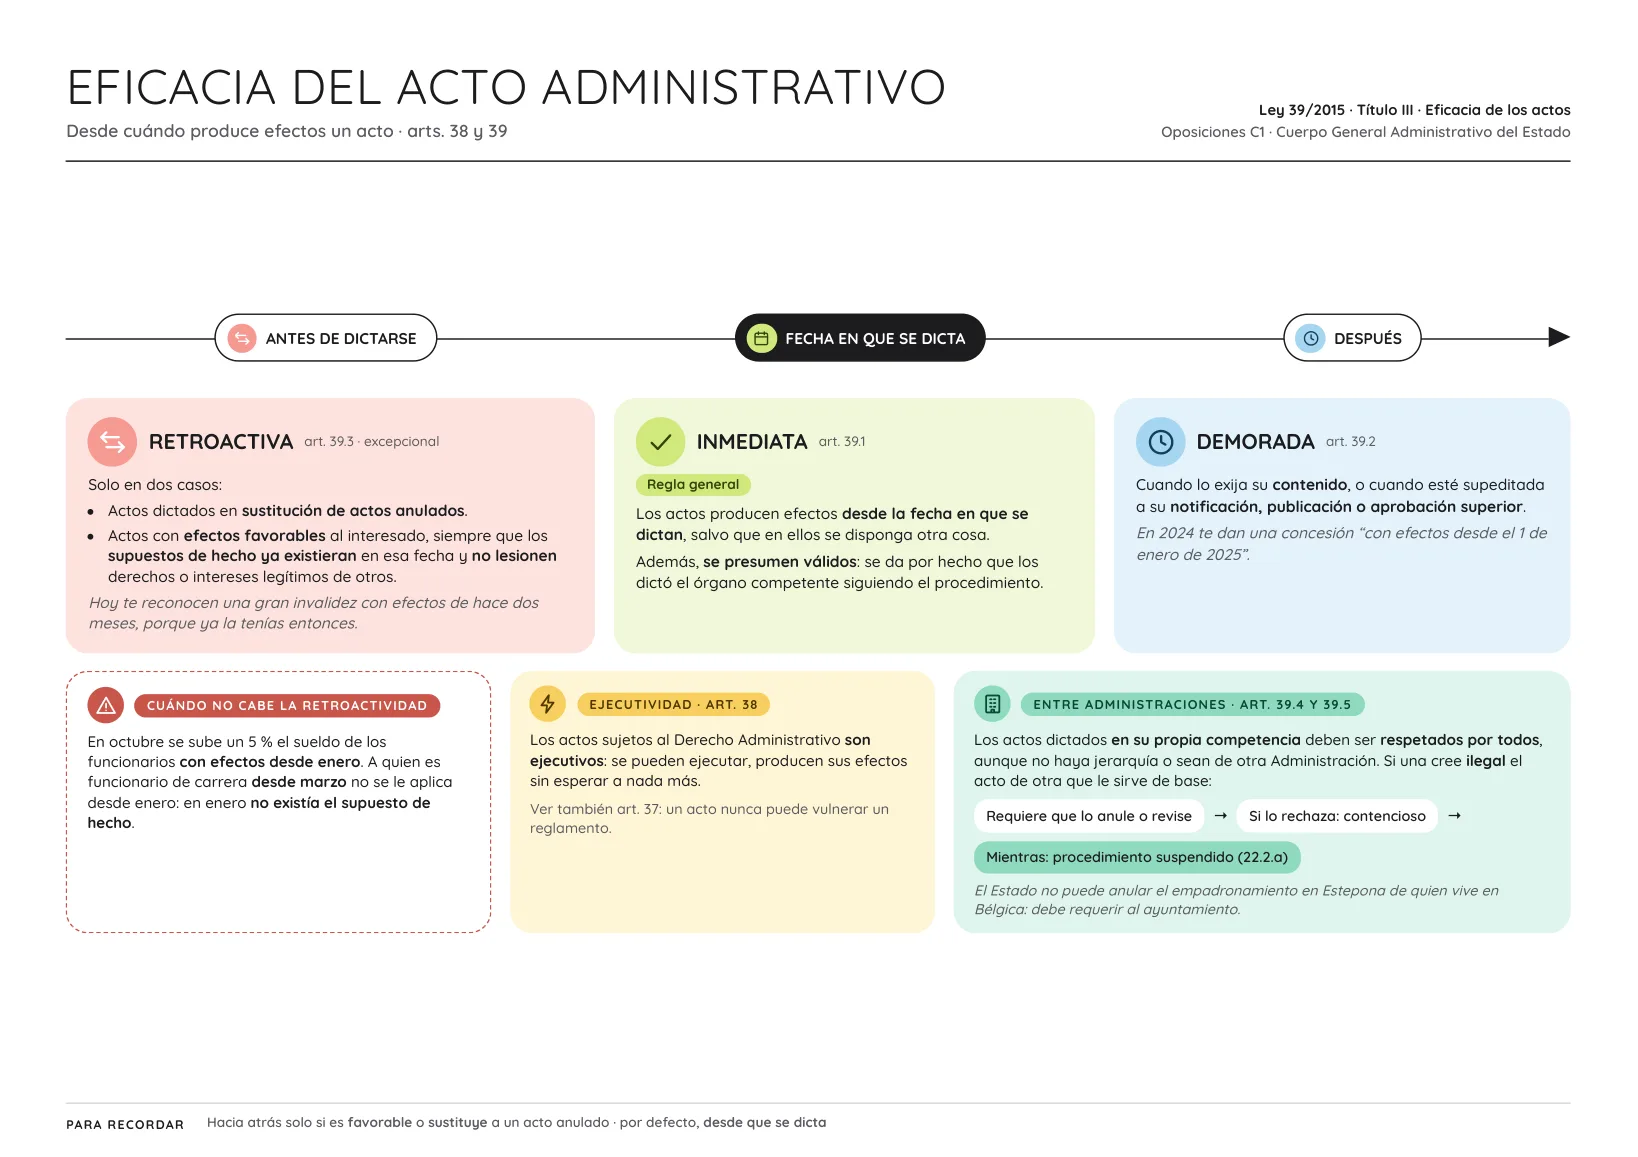 EFICACIA DEL ACTO ADMINISTRATIVO
Desde cuándo produce efectos un acto · arts. 38 y 39
Ley 39/2015 · Título III · Eficacia de los actos
Oposiciones C1 · Cuerpo General Administrativo del Estado
ANTES DE DICTARSE
FECHA EN QUE SE DICTA
DESPUÉS
RETROACTIVA art. 39.3 · excepcional
Solo en dos casos:
• Actos dictados en sustitución de actos anulados.
• Actos con efectos favorables al interesado, siempre que los
supuestos de hecho ya existieran en esa fecha y no lesionen
derechos o intereses legítimos de otros.
Hoy te reconocen una gran invalidez con efectos de hace dos
meses, porque ya la tenías entonces.
INMEDIATA art. 39.1
Regla general
Los actos producen efectos desde la fecha en que se
dictan, salvo que en ellos se disponga otra cosa.
Además, se presumen válidos: se da por hecho que los
dictó el órgano competente siguiendo el procedimiento.
DEMORADA art. 39.2
Cuando lo exija su contenido, o cuando esté supeditada
a su notificación, publicación o aprobación superior.
En 2024 te dan una concesión “con efectos desde el 1 de
enero de 2025”.
CUÁNDO NO CABE LA RETROACTIVIDAD
En octubre se sube un 5 % el sueldo de los
funcionarios con efectos desde enero. A quien es
funcionario de carrera desde marzo no se le aplica
desde enero: en enero no existía el supuesto de
hecho.
EJECUTIVIDAD · ART. 38
Los actos sujetos al Derecho Administrativo son
ejecutivos: se pueden ejecutar, producen sus efectos
sin esperar a nada más.
Ver también art. 37: un acto nunca puede vulnerar un
reglamento.
ENTRE ADMINISTRACIONES · ART. 39.4 Y 39.5
Los actos dictados en su propia competencia deben ser respetados por todos,
aunque no haya jerarquía o sean de otra Administración. Si una cree ilegal el
acto de otra que le sirve de base:
Requiere que lo anule o revise → Si lo rechaza: contencioso →
Mientras: procedimiento suspendido (22.2.a)
El Estado no puede anular el empadronamiento en Estepona de quien vive en
Bélgica: debe requerir al ayuntamiento.
PARA RECORDAR Hacia atrás solo si es favorable o sustituye a un acto anulado · por defecto, desde que se dicta